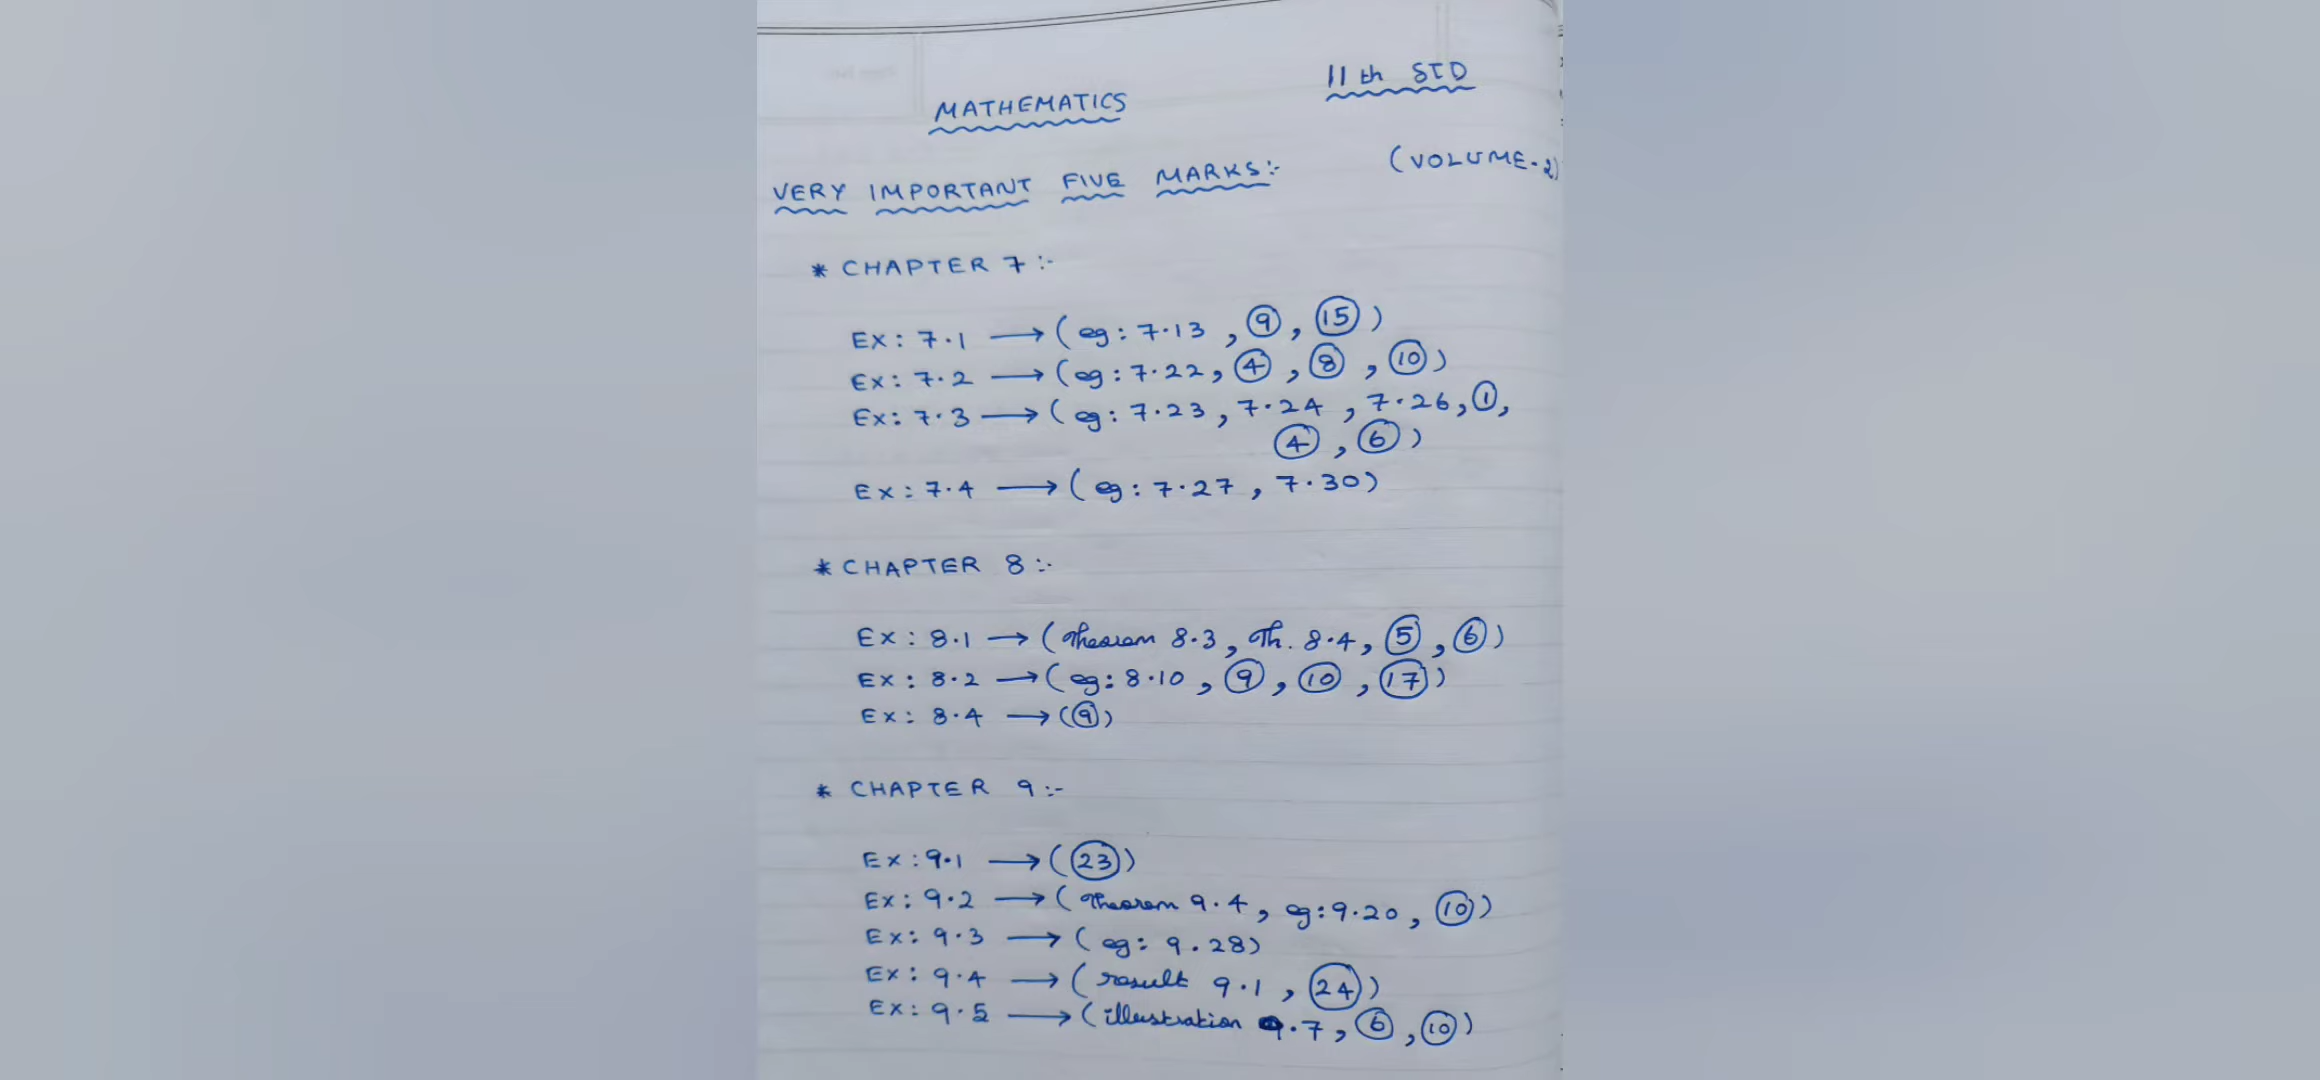 11th STD
MATHEMATICS
(VOLUME-2)
VERY IMPORTANT FIVE MARKS:-
* CHAPTER 7:-
Ex: 7.1 → (eg: 7.13, 9, 15)
Ex: 7.2 → (eg: 7.22, 4, 8, 10)
Ex: 7.3 → (eg: 7.23, 7.24, 7.26, 1,
4, 6)
Ex: 7.4 → (eg: 7.27, 7.30)
* CHAPTER 8:-
Ex: 8.1 → (Theorem 8.3, Th. 8.4, 5, 6)
Ex: 8.2 → (eg: 8.10, 9, 10, 17)
Ex: 8.4 → (9)
* CHAPTER 9:-
Ex: 9.1 → (23)
Ex: 9.2 → (Theorem 9.4, eg: 9.20, 10)
Ex: 9.3 → (eg: 9.28)
Ex: 9.4 → (result 9.1, 24)
Ex: 9.5 → (illustration 9.7, 6, 10)